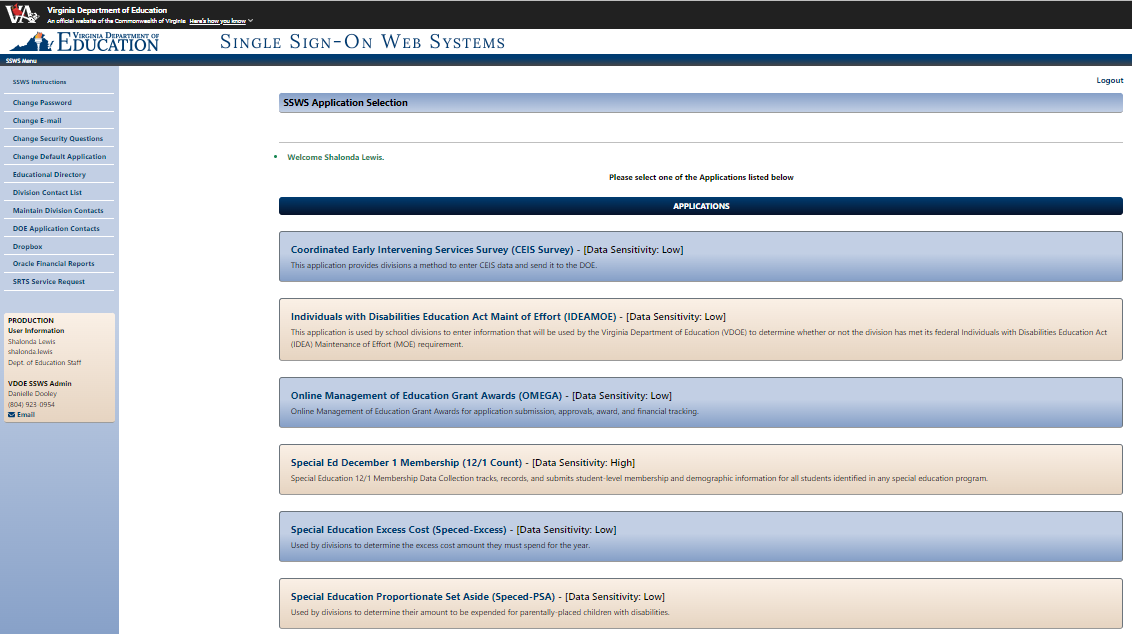 Virginia Department of Education
An official website of the Commonwealth of Virginia Here's how you know
VIRGINIA DEPARTMENT OF
EDUCATION
SINGLE SIGN-ON WEB SYSTEMS
SSWS Menu
SSWS Instructions
Change Password
Change E-mail
Change Security Questions
Change Default Application
Educational Directory
Division Contact List
Maintain Division Contacts
DOE Application Contacts
Dropbox
Oracle Financial Reports
SRTS Service Request
PRODUCTION
User Information
Shalonda Lewis
shalonda.lewis
Dept. of Education Staff
VDOE SSWS Admin
Danielle Dooley
(804) 923-0954
Email
Logout
SSWS Application Selection
Welcome Shalonda Lewis.
Please select one of the Applications listed below
APPLICATIONS
Coordinated Early Intervening Services Survey (CEIS Survey) - [Data Sensitivity: Low]
This application provides divisions a method to enter CEIS data and send it to the DOE.
Individuals with Disabilities Education Act Maint of Effort (IDEAMOE) - [Data Sensitivity: Low]
This application is used by school divisions to enter information that will be used by the Virginia Department of Education (VDOE) to determine whether or not the division has met its federal Individuals with Disabilities Education Act
(IDEA) Maintenance of Effort (MOE) requirement.
Online Management of Education Grant Awards (OMEGA) - [Data Sensitivity: Low]
Online Management of Education Grant Awards for application submission, approvals, award, and financial tracking.
Special Ed December 1 Membership (12/1 Count) - [Data Sensitivity: High]
Special Education 12/1 Membership Data Collection tracks, records, and submits student-level membership and demographic information for all students identified in any special education program.
Special Education Excess Cost (Speced-Excess) - [Data Sensitivity: Low]
Used by divisions to determine the excess cost amount they must spend for the year.
Special Education Proportionate Set Aside (Speced-PSA) - [Data Sensitivity: Low]
Used by divisions to determine their amount to be expended for parentally-placed children with disabilities.